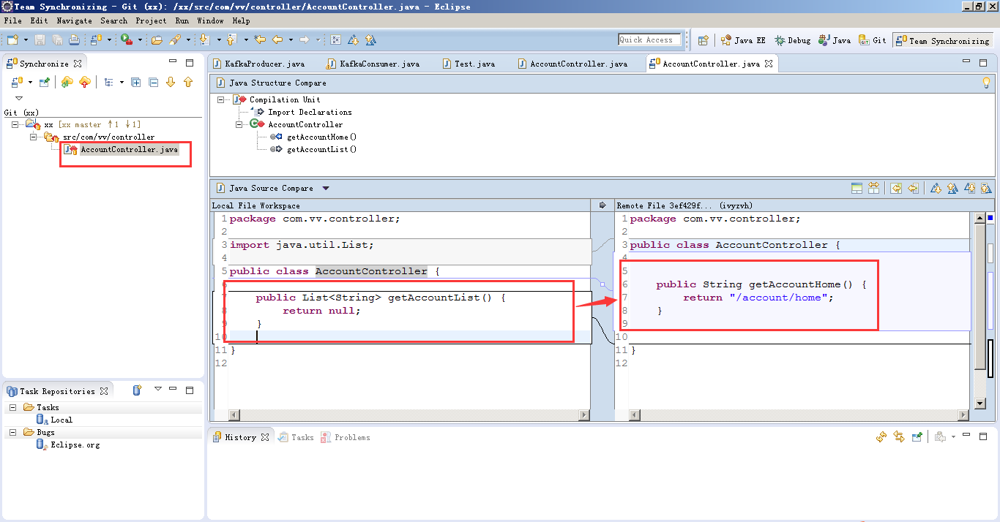 Team Synchronizing - Git (xx): /xx/src/com/vv/controller/AccountController.java - Eclipse
File Edit Navigate Search Project Run Window Help
Quick Access
Java EE
Debug
Java
Git
Team Synchronizing
Synchronize
Git (xx)
xx [xx master ↑1 ↓1]
src/com/vv/controller
AccountController.java
KafkaProducer.java
KafkaConsumer.java
Test.java
AccountController.java
AccountController.java
Java Structure Compare
Compilation Unit
Import Declarations
AccountController
getAccountHome()
getAccountList()
Java Source Compare
Local File Workspace
1 package com.vv.controller;
2
3 import java.util.List;
4
5 public class AccountController {
6
7     public List<String> getAccountList() {
8         return null;
9     }
10
11 }
12
Remote File 3ef429f... (ivyzvh)
1 package com.vv.controller;
2
3 public class AccountController {
4
5
6     public String getAccountHome() {
7         return "/account/home";
8     }
9
10
11 }
12
Task Repositories
Tasks
Local
Bugs
Eclipse.org
History
Tasks
Problems